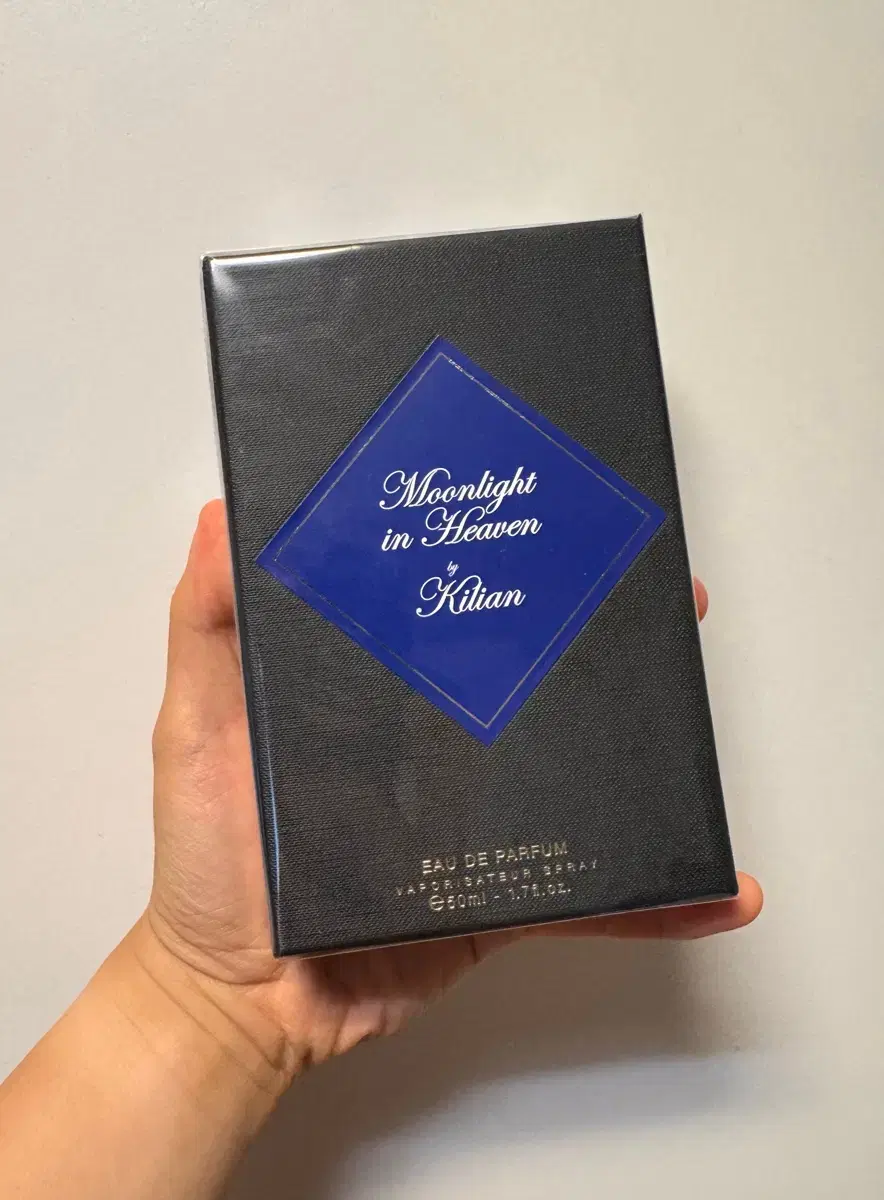 Moonlight
in Heaven
by
Kilian
EAU DE PARFUM
VAPORISATEUR SPRAY
℮50ml - 1.7fl.oz.